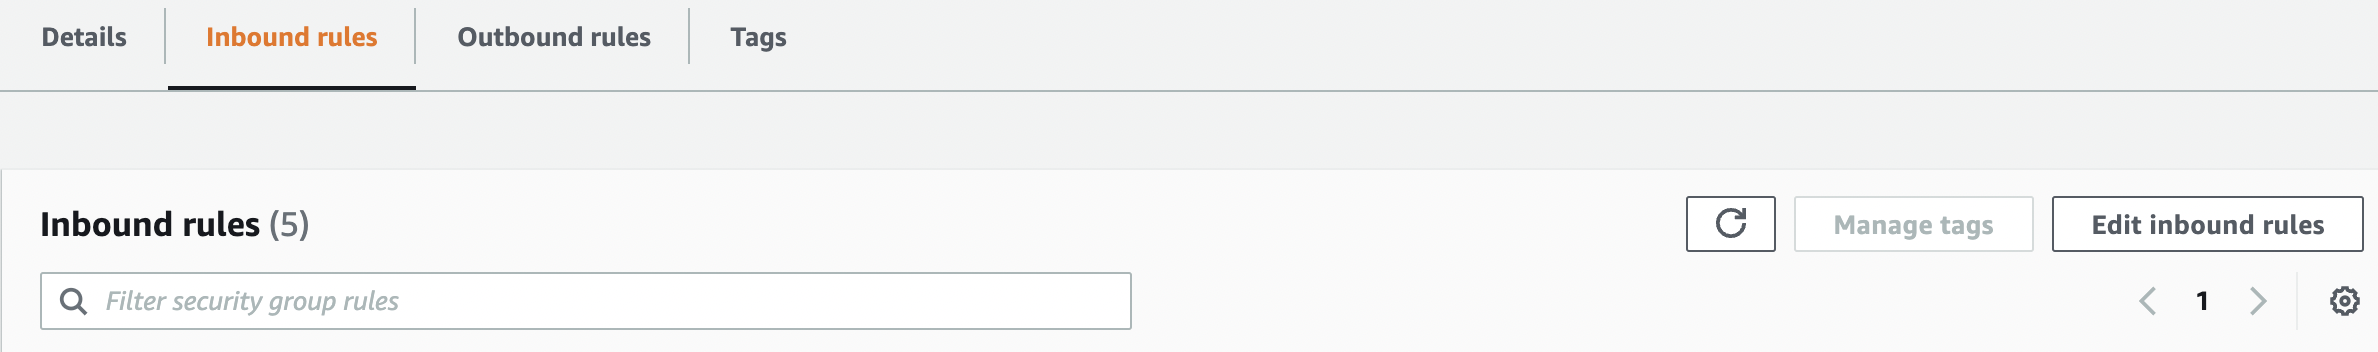 Details Inbound rules Outbound rules Tags
Inbound rules (5) Manage tags Edit inbound rules
Filter security group rules 1